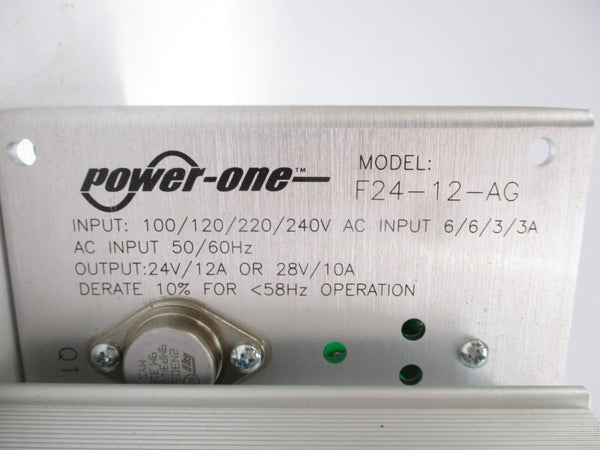 power-one™
MODEL:
F24-12-AG
INPUT: 100/120/220/240V AC INPUT 6/6/3/3A
AC INPUT 50/60Hz
OUTPUT:24V/12A OR 28V/10A
DERATE 10% FOR <58Hz OPERATION
Q1